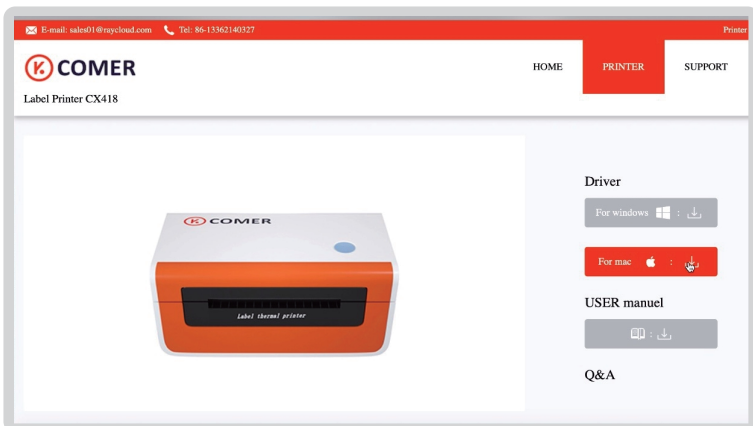 E-mail: sales01@raycloud.com Tel: 86-13362140327 Printer
K COMER
HOME PRINTER SUPPORT
Label Printer CX418
K COMER
Label thermal printer
Driver
For windows :
For mac :
USER manuel
:
Q&A